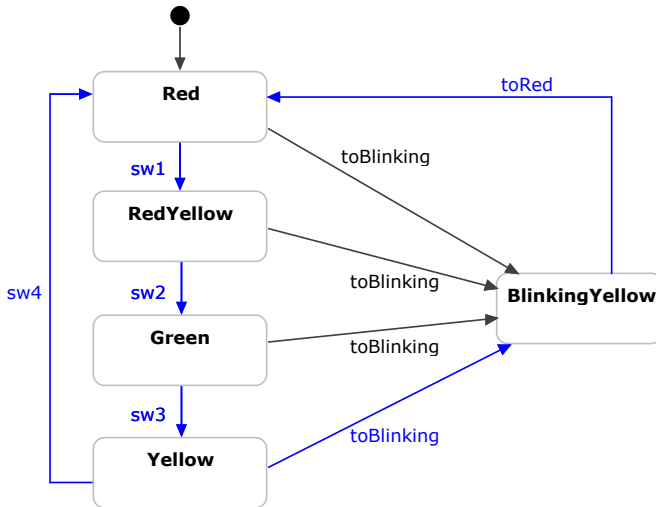 toRed
Red
toBlinking
sw1
RedYellow
toBlinking
sw2
sw4
BlinkingYellow
Green
toBlinking
sw3
toBlinking
Yellow